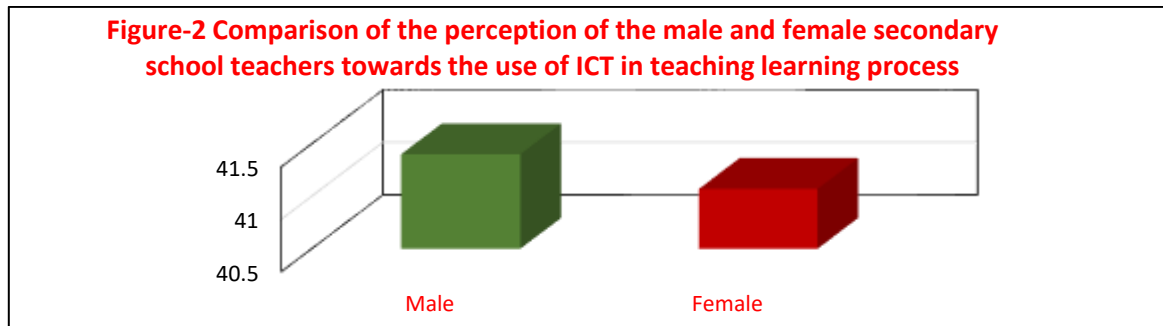 Figure-2 Comparison of the perception of the male and female secondary
school teachers towards the use of ICT in teaching learning process
41.5
41
40.5
Male Female